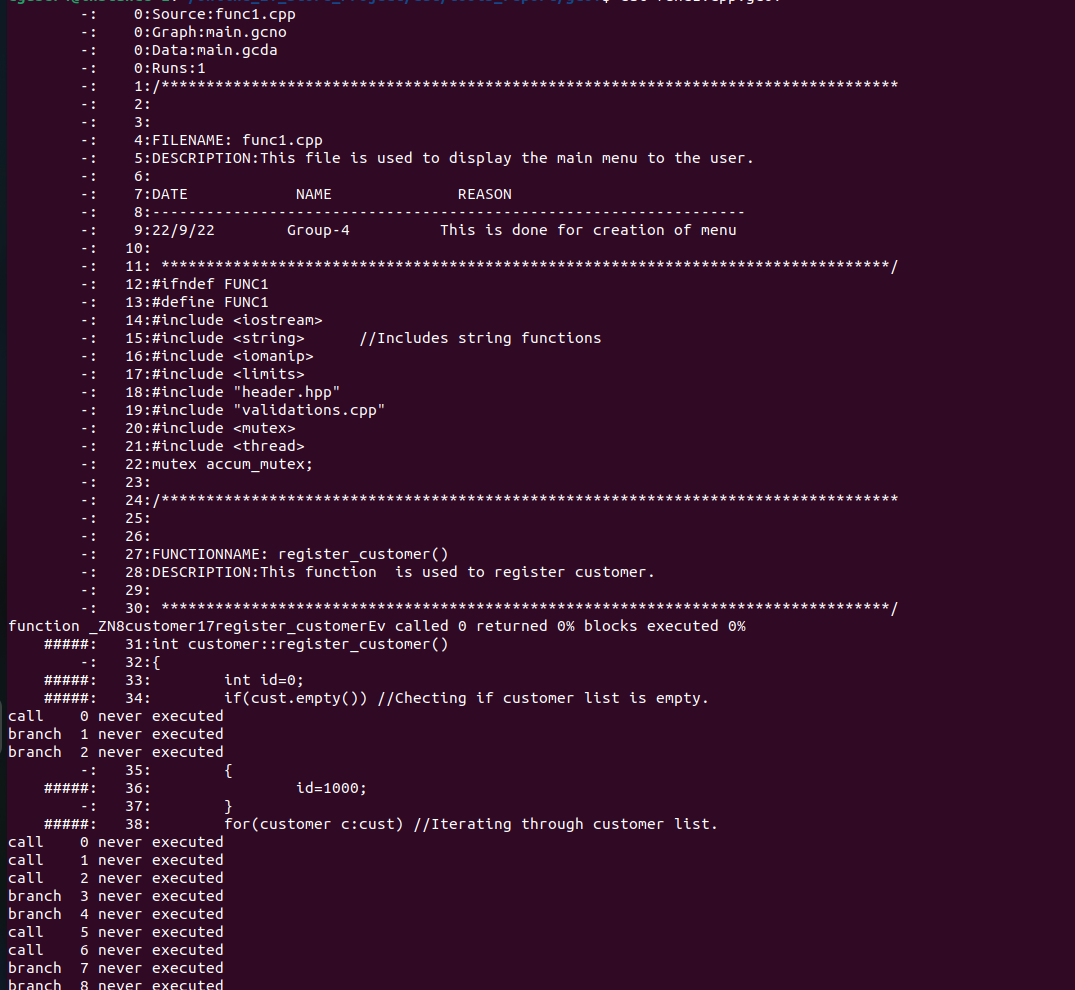 -:    0:Source:func1.cpp
-:    0:Graph:main.gcno
-:    0:Data:main.gcda
-:    0:Runs:1
-:    1:/**********************************************************************************
-:    2:
-:    3:
-:    4:FILENAME: func1.cpp
-:    5:DESCRIPTION:This file is used to display the main menu to the user.
-:    6:
-:    7:DATE            NAME              REASON
-:    8:------------------------------------------------------------------
-:    9:22/9/22        Group-4          This is done for creation of menu
-:   10:
-:   11: *********************************************************************************/
-:   12:#ifndef FUNC1
-:   13:#define FUNC1
-:   14:#include <iostream>
-:   15:#include <string>      //Includes string functions
-:   16:#include <iomanip>
-:   17:#include <limits>
-:   18:#include "header.hpp"
-:   19:#include "validations.cpp"
-:   20:#include <mutex>
-:   21:#include <thread>
-:   22:mutex accum_mutex;
-:   23:
-:   24:/**********************************************************************************
-:   25:
-:   26:
-:   27:FUNCTIONNAME: register_customer()
-:   28:DESCRIPTION:This function  is used to register customer.
-:   29:
-:   30: *********************************************************************************/
function _ZN8customer17register_customerEv called 0 returned 0% blocks executed 0%
#####:   31:int customer::register_customer()
-:   32:{
#####:   33:        int id=0;
#####:   34:        if(cust.empty()) //Checting if customer list is empty.
call    0 never executed
branch  1 never executed
branch  2 never executed
-:   35:        {
#####:   36:                id=1000;
-:   37:        }
#####:   38:        for(customer c:cust) //Iterating through customer list.
call    0 never executed
call    1 never executed
call    2 never executed
branch  3 never executed
branch  4 never executed
call    5 never executed
call    6 never executed
branch  7 never executed
branch  8 never executed